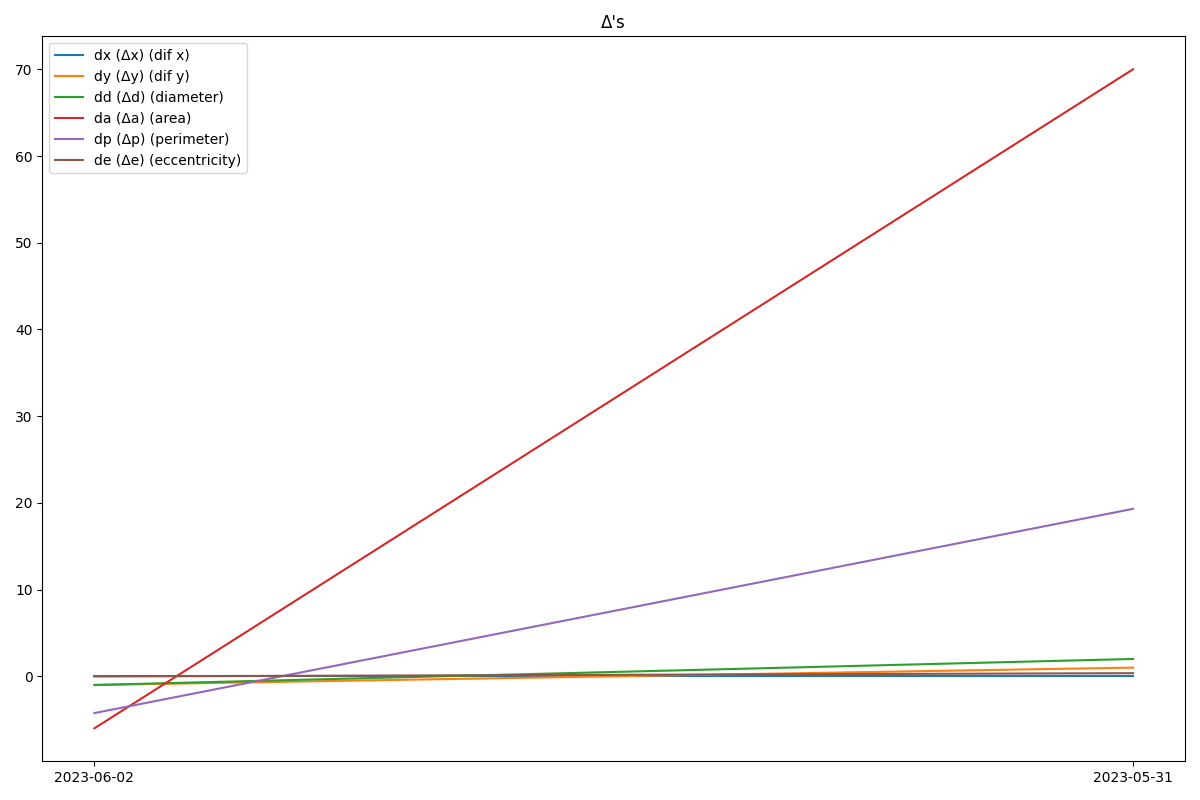 Δ's
dx (Δx) (dif x)
dy (Δy) (dif y)
dd (Δd) (diameter)
da (Δa) (area)
dp (Δp) (perimeter)
de (Δe) (eccentricity)
70
60
50
40
30
20
10
0
2023-06-02
2023-05-31